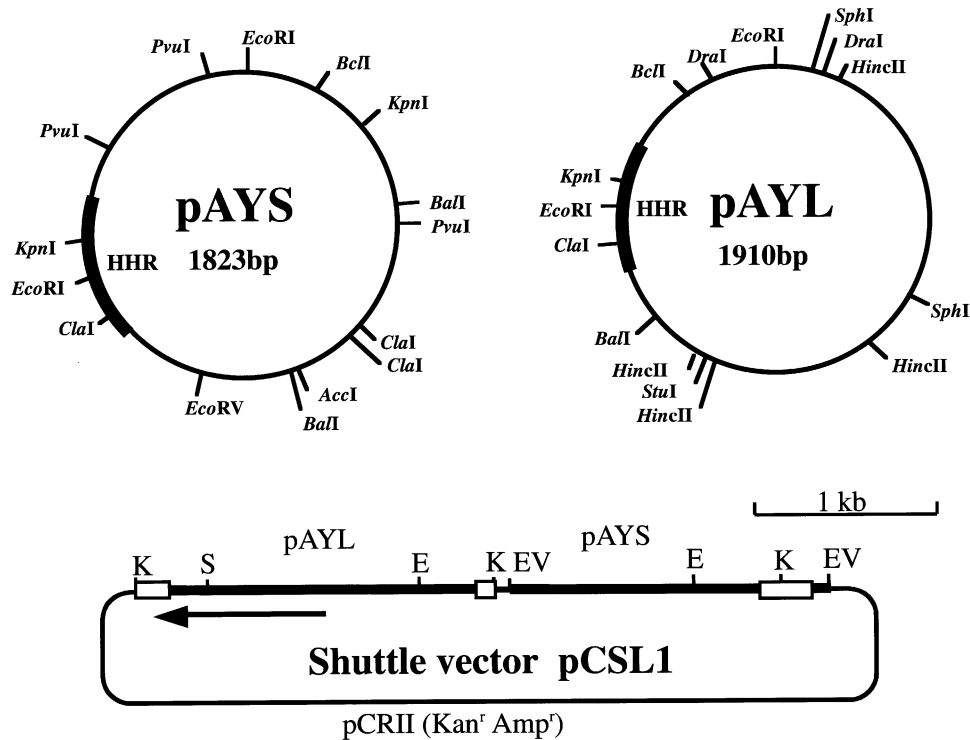 PvuI
EcoRI
BclI
KpnI
PvuI
BalI
PvuI
pAYS
1823bp
HHR
KpnI
EcoRI
ClaI
ClaI
ClaI
AccI
BalI
EcoRV
SphI
DraI
HincII
EcoRI
DraI
BclI
KpnI
EcoRI
ClaI
HHR
pAYL
1910bp
BalI
HincII
StuI
HincII
SphI
HincII
1 kb
pAYL
pAYS
K S E K EV E K EV
Shuttle vector pCSL1
pCRII (Kanʳ Ampʳ)